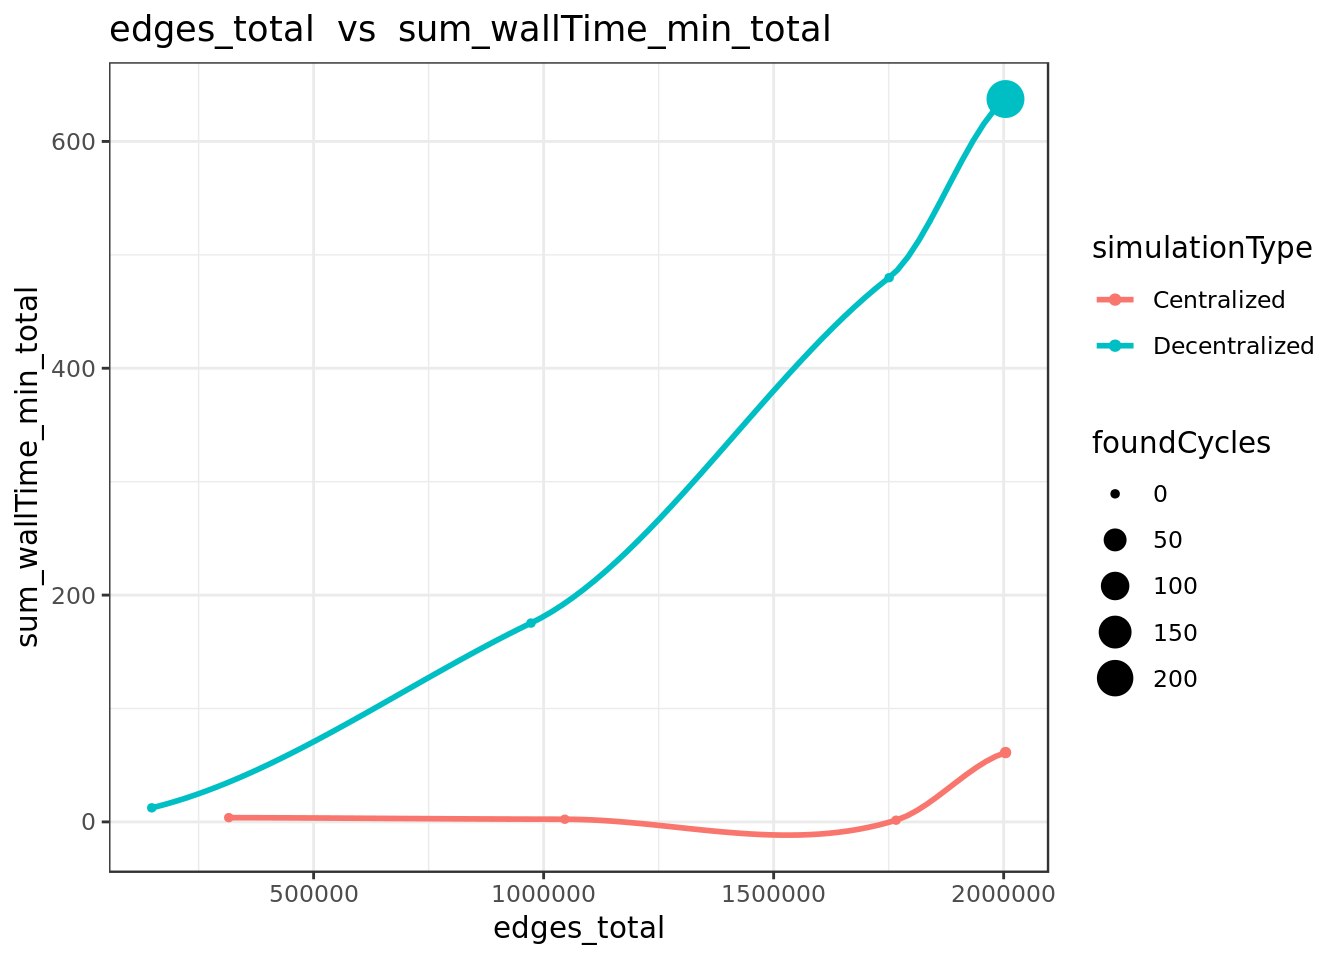 edges_total  vs  sum_wallTime_min_total
sum_wallTime_min_total
600
400
200
0
500000
1000000
1500000
2000000
edges_total
simulationType
Centralized
Decentralized
foundCycles
0
50
100
150
200